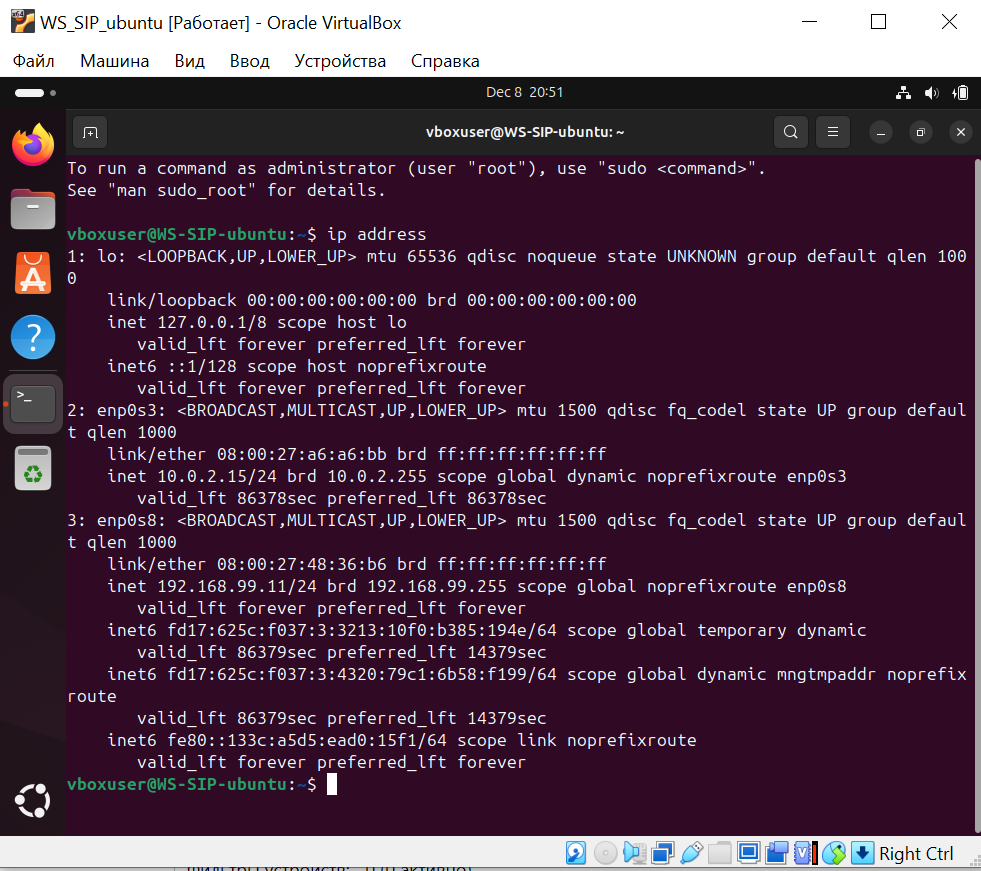 WS_SIP_ubuntu [Работает] - Oracle VirtualBox
Файл Машина Вид Ввод Устройства Справка
Dec 8 20:51
vboxuser@WS-SIP-ubuntu: ~
To run a command as administrator (user "root"), use "sudo <command>".
See "man sudo_root" for details.
vboxuser@WS-SIP-ubuntu:~$ ip address
1: lo: <LOOPBACK,UP,LOWER_UP> mtu 65536 qdisc noqueue state UNKNOWN group default qlen 100
0
link/loopback 00:00:00:00:00:00 brd 00:00:00:00:00:00
inet 127.0.0.1/8 scope host lo
valid_lft forever preferred_lft forever
inet6 ::1/128 scope host noprefixroute
valid_lft forever preferred_lft forever
2: enp0s3: <BROADCAST,MULTICAST,UP,LOWER_UP> mtu 1500 qdisc fq_codel state UP group defaul
t qlen 1000
link/ether 08:00:27:a6:a6:bb brd ff:ff:ff:ff:ff:ff
inet 10.0.2.15/24 brd 10.0.2.255 scope global dynamic noprefixroute enp0s3
valid_lft 86378sec preferred_lft 86378sec
3: enp0s8: <BROADCAST,MULTICAST,UP,LOWER_UP> mtu 1500 qdisc fq_codel state UP group defaul
t qlen 1000
link/ether 08:00:27:48:36:b6 brd ff:ff:ff:ff:ff:ff
inet 192.168.99.11/24 brd 192.168.99.255 scope global noprefixroute enp0s8
valid_lft forever preferred_lft forever
inet6 fd17:625c:f037:3:3213:10f0:b385:194e/64 scope global temporary dynamic
valid_lft 86379sec preferred_lft 14379sec
inet6 fd17:625c:f037:3:4320:79c1:6b58:f199/64 scope global dynamic mngtmpaddr noprefix
route
valid_lft 86379sec preferred_lft 14379sec
inet6 fe80::133c:a5d5:ead0:15f1/64 scope link noprefixroute
valid_lft forever preferred_lft forever
vboxuser@WS-SIP-ubuntu:~$
Right Ctrl